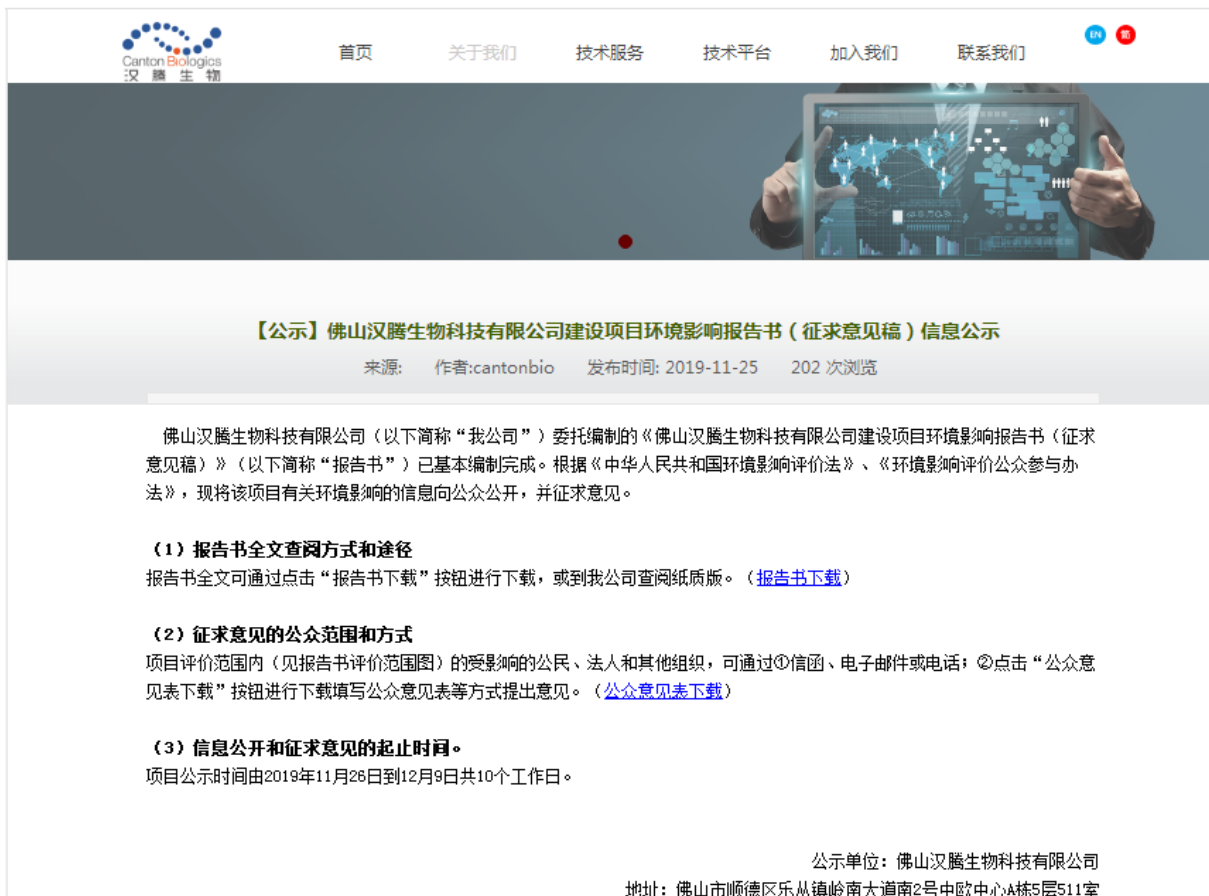 Canton Biologics
汉腾生物
首页 关于我们 技术服务 技术平台 加入我们 联系我们 EN 简
【公示】佛山汉腾生物科技有限公司建设项目环境影响报告书（征求意见稿）信息公示
来源: 作者:cantonbio 发布时间: 2019-11-25 202 次浏览
佛山汉腾生物科技有限公司（以下简称“我公司”）委托编制的《佛山汉腾生物科技有限公司建设项目环境影响报告书（征求
意见稿）》（以下简称“报告书”）已基本编制完成。根据《中华人民共和国环境影响评价法》、《环境影响评价公众参与办
法》，现将该项目有关环境影响的信息向公众公开，并征求意见。
（1）报告书全文查阅方式和途径
报告书全文可通过点击“报告书下载”按钮进行下载，或到我公司查阅纸质版。（报告书下载）
（2）征求意见的公众范围和方式
项目评价范围内（见报告书评价范围图）的受影响的公民、法人和其他组织，可通过①信函、电子邮件或电话；②点击“公众意
见表下载”按钮进行下载填写公众意见表等方式提出意见。（公众意见表下载）
（3）信息公开和征求意见的起止时间。
项目公示时间由2019年11月26日到12月9日共10个工作日。
公示单位：佛山汉腾生物科技有限公司
地址：佛山市顺德区乐从镇岭南大道南2号中欧中心A栋5层511室